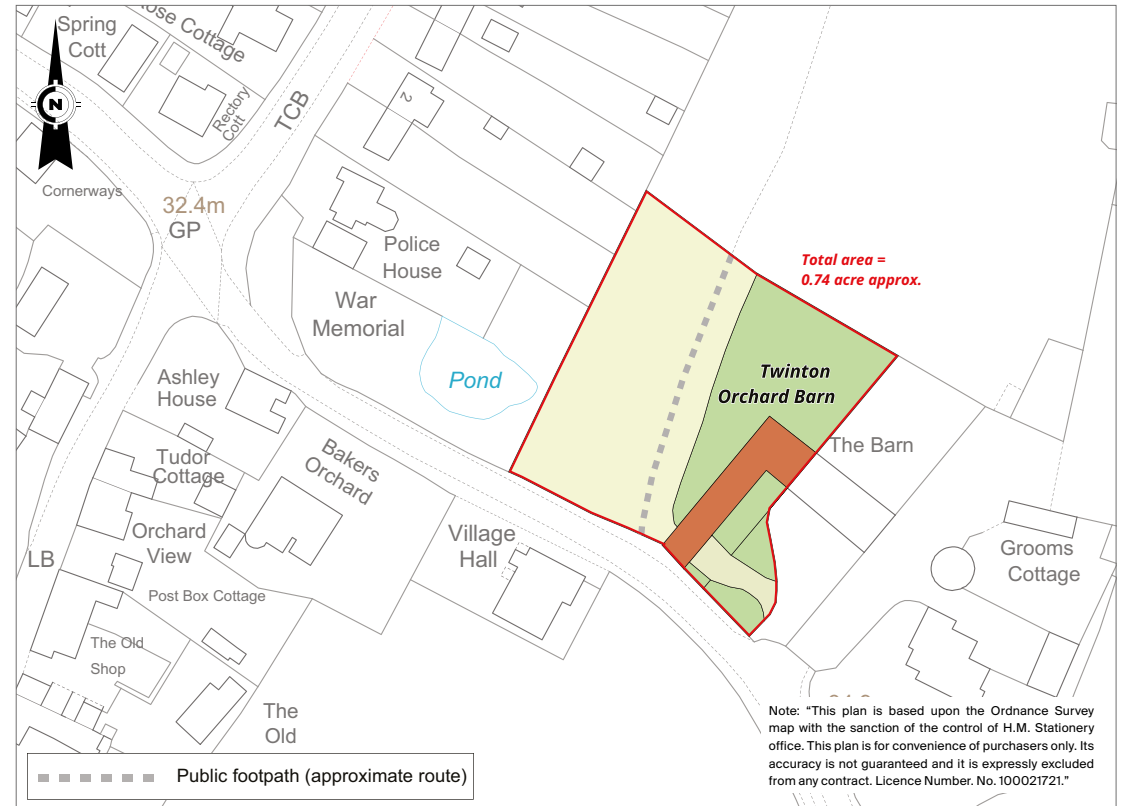 Spring
Cott
Rose Cottage
Rectory
Cott
TCB
2
N
Cornerways
32.4m
GP
Police
House
War
Memorial
Pond
Total area =
0.74 acre approx.
Twinton
Orchard Barn
The Barn
Ashley
House
Tudor
Cottage
Bakers
Orchard
Orchard
View
Village
Hall
LB
Post Box Cottage
Grooms
Cottage
The Old
Shop
The
Old
Note: “This plan is based upon the Ordnance Survey
map with the sanction of the control of H.M. Stationery
office. This plan is for convenience of purchasers only. Its
accuracy is not guaranteed and it is expressly excluded
from any contract. Licence Number. No. 100021721.”
Public footpath (approximate route)